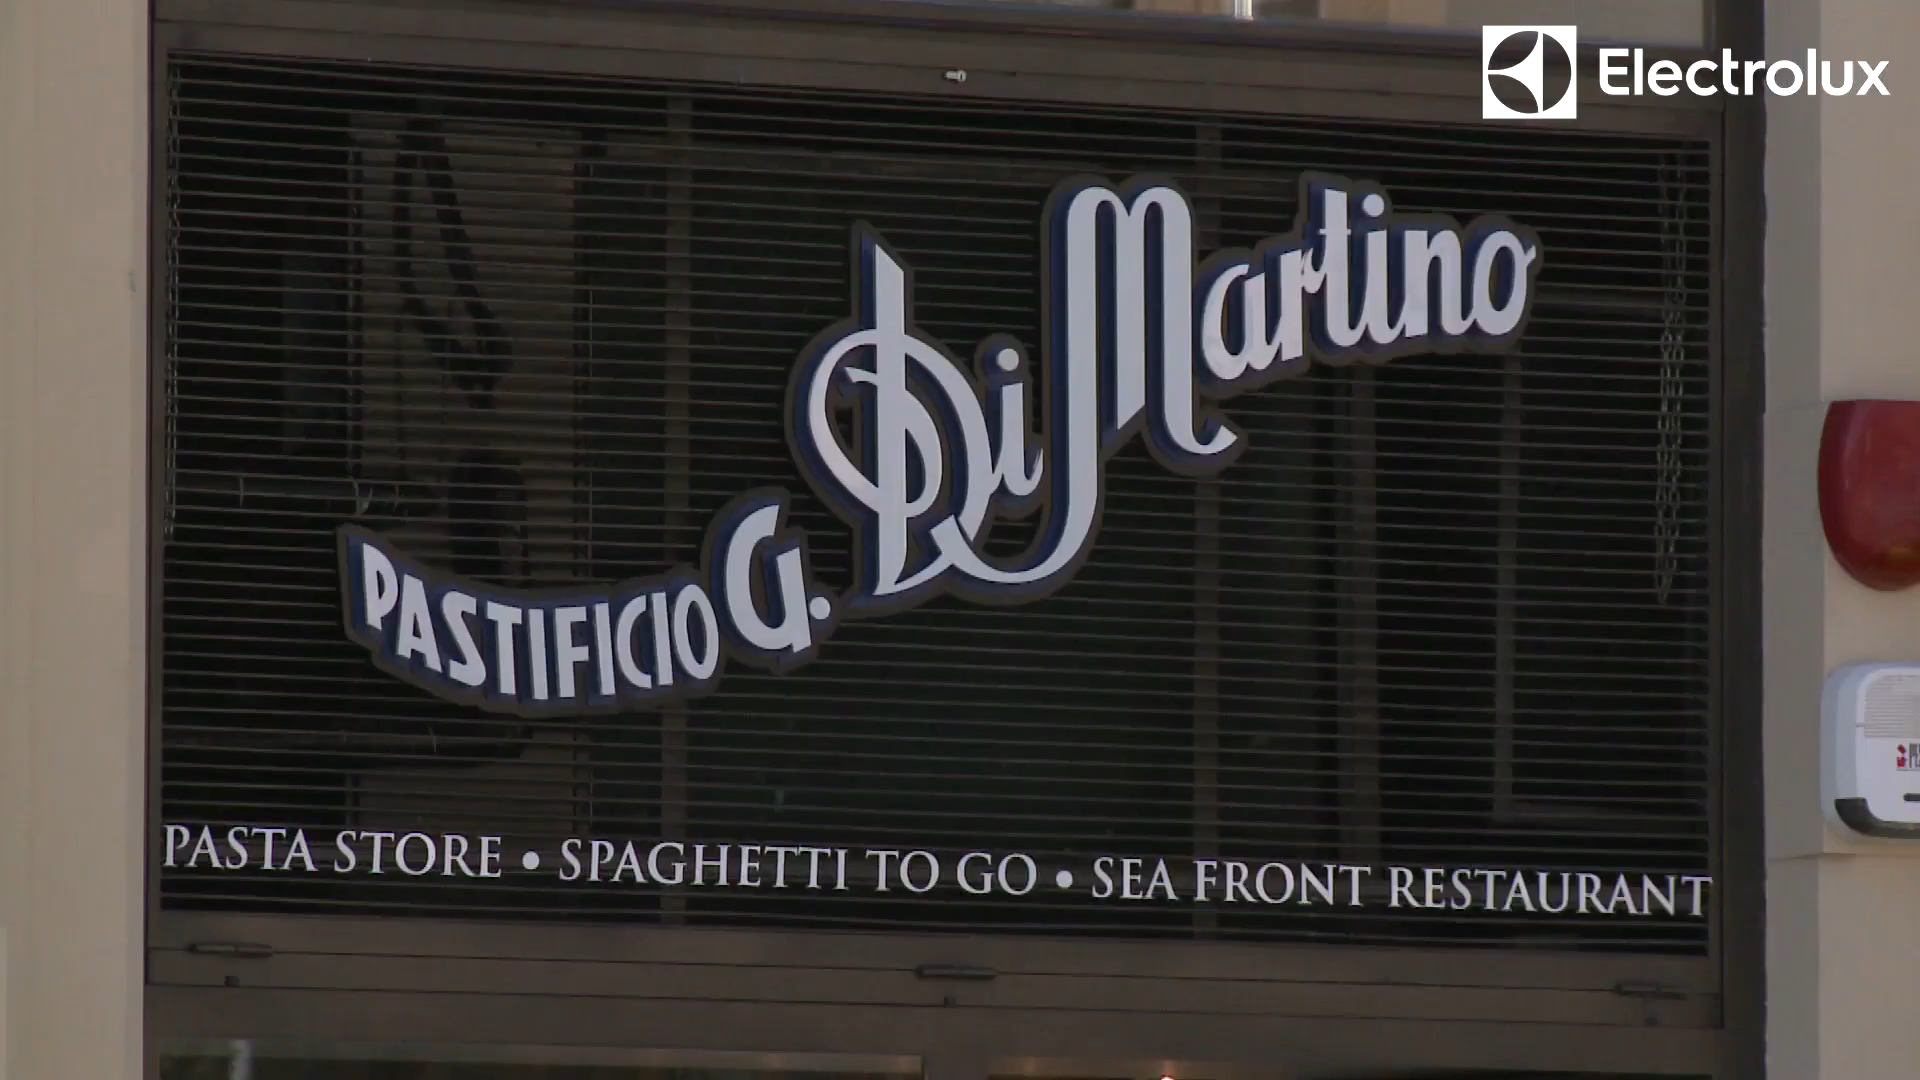 Electrolux
PASTIFICIO G. Di Martino
PASTA STORE • SPAGHETTI TO GO • SEA FRONT RESTAURANT